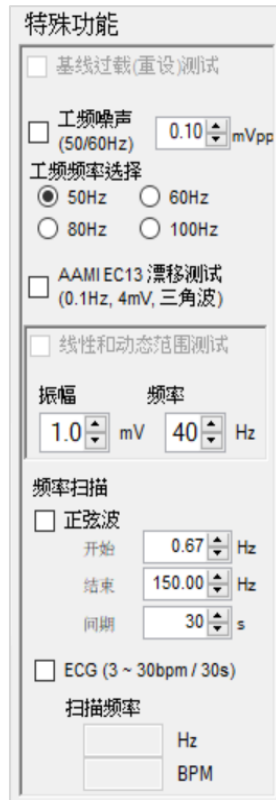 特殊功能
基线过载(重设)测试
工频噪声
(50/60Hz) 0.10 mVpp
工频频率选择
50Hz 60Hz
80Hz 100Hz
AAMI EC13 漂移测试
(0.1Hz, 4mV, 三角波)
线性和动态范围测试
振幅 频率
1.0 mV 40 Hz
频率扫描
正弦波
开始 0.67 Hz
结束 150.00 Hz
间期 30 s
ECG (3 ~ 30bpm / 30s)
扫描频率
Hz
BPM